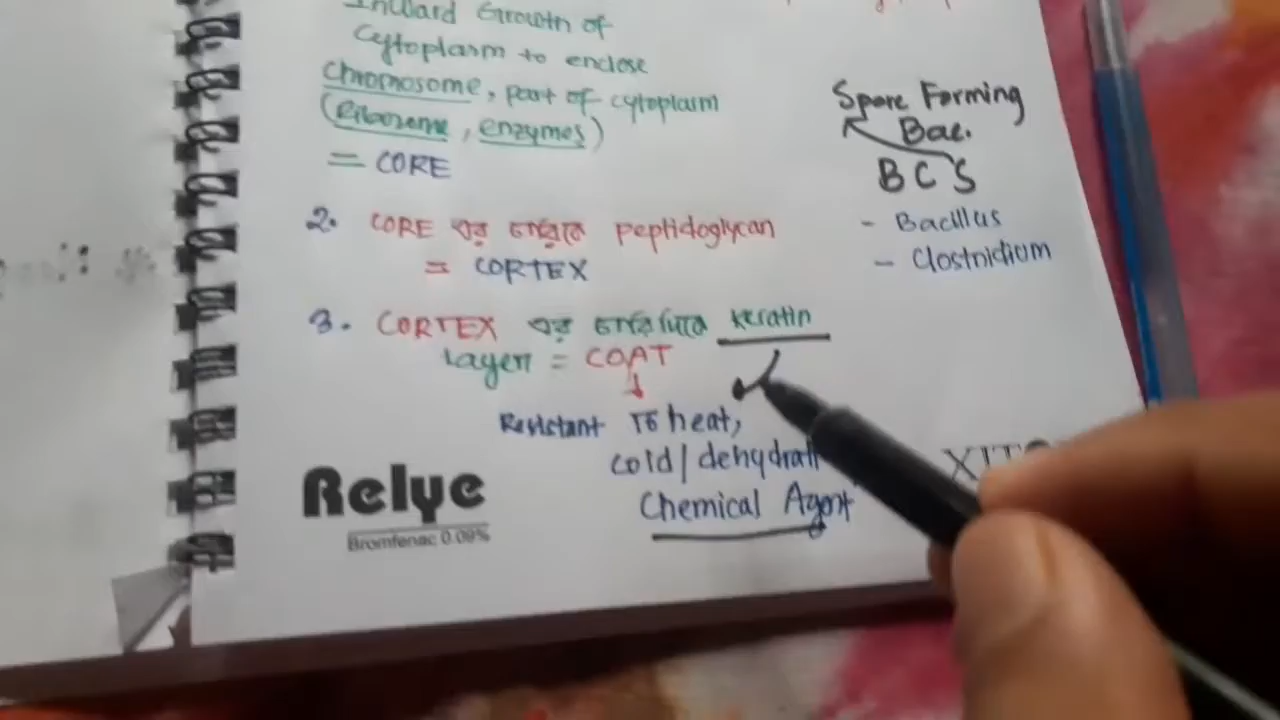 Inward Growth of
Cytoplasm to enclose
Chromosome, part of cytoplasm
(Ribosome, enzymes)
= CORE
2. CORE এর চারিদিকে peptidoglycan
= CORTEX
3. CORTEX এর চারিদিকে keratin
Layer = COAT
↓
Resistant To heat,
cold/dehydrati
Chemical Agent
Spore Forming
Bac.
BCS
- Bacillus
- Clostridium
Relye
Bromfenac 0.09%
XIT